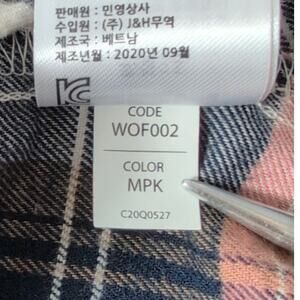 판매원 : 민영상사
수입원 : (주) J&H무역
제조국 : 베트남
제조년월 : 2020년 09월
CODE
WOF002
COLOR
MPK
C20Q0527